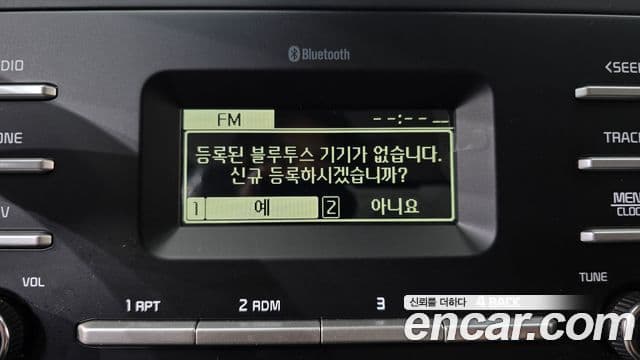 Bluetooth
<SEEK
FM --:-- --
등록된 블루투스 기기가 없습니다.
신규 등록하시겠습니까?
1 예 2 아니요
TRACK
MENU
CLOCK
VOL
TUNE
1 RPT 2 RDM 3 4 BACK
신뢰를 더하다
encar.com